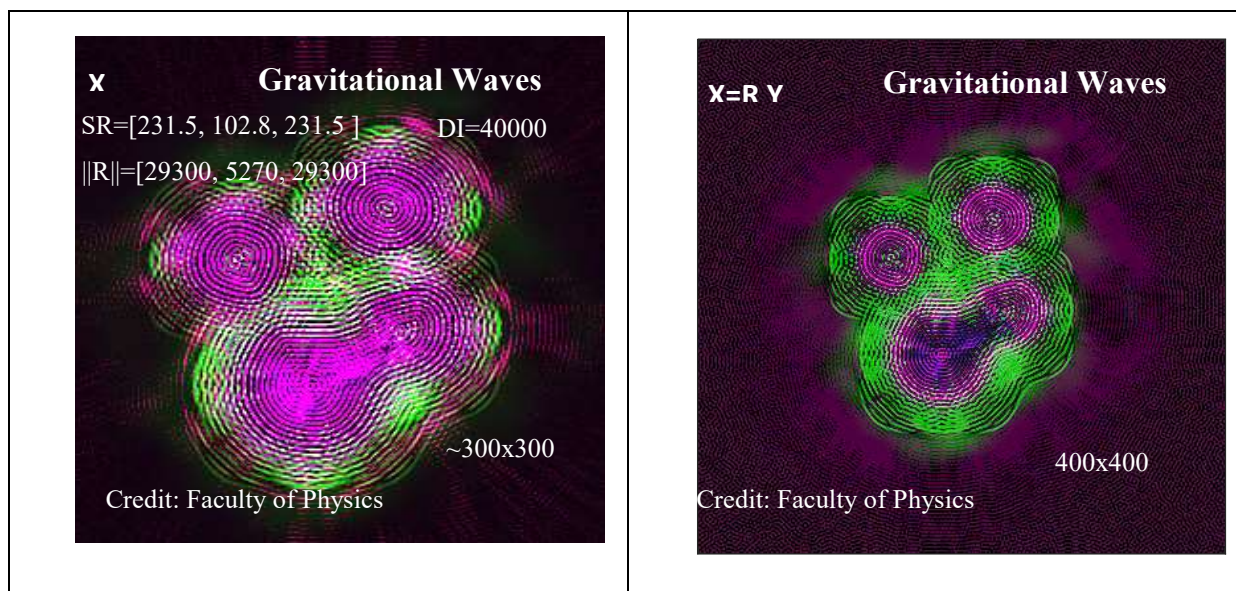 X
Gravitational Waves
SR=[231.5, 102.8, 231.5 ]
DI=40000
||R||=[29300, 5270, 29300]
~300x300
Credit: Faculty of Physics
X=R Y
Gravitational Waves
400x400
Credit: Faculty of Physics